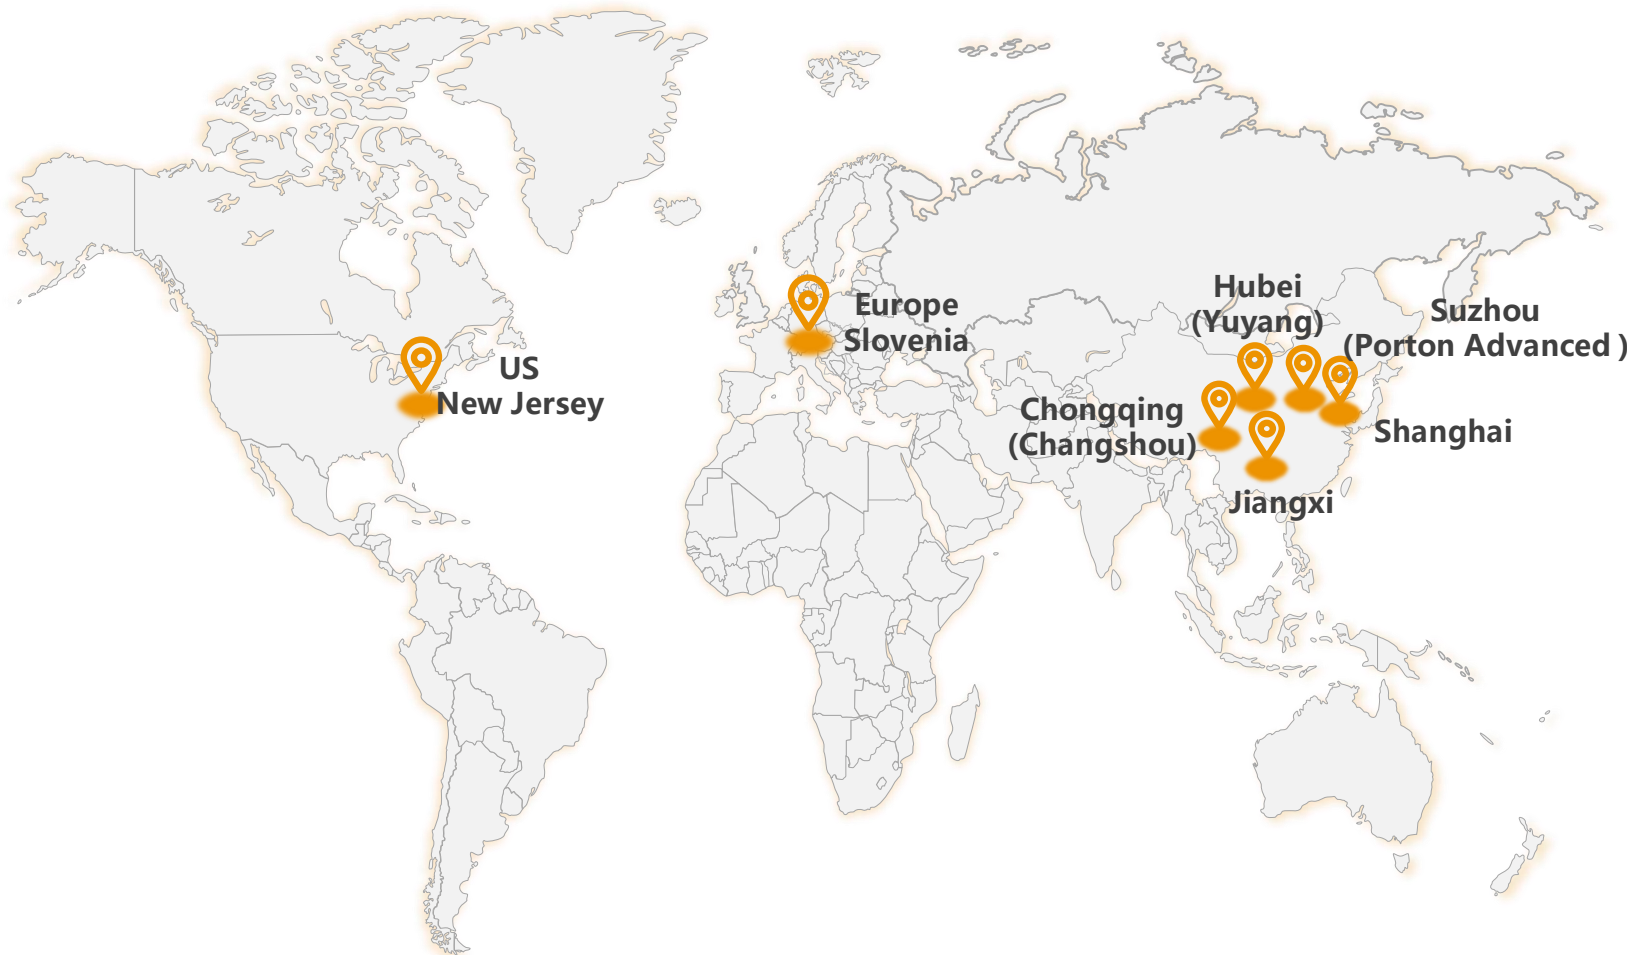 US
New Jersey
Europe
Slovenia
Hubei
(Yuyang)
Suzhou
(Porton Advanced )
Chongqing
(Changshou)
Shanghai
Jiangxi